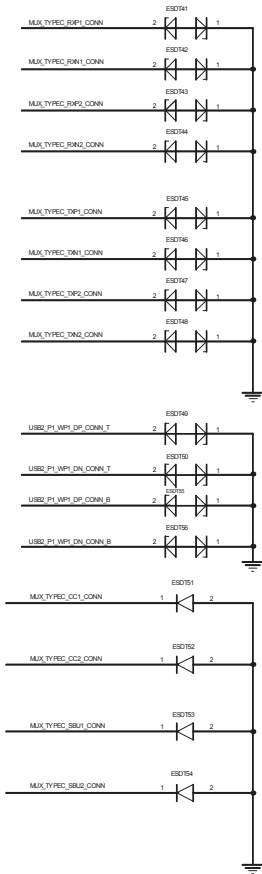 ESDT41
MUX_TYPEC_RXP1_CONN 2 1
ESDT42
MUX_TYPEC_RXN1_CONN 2 1
ESDT43
MUX_TYPEC_RXP2_CONN 2 1
ESDT44
MUX_TYPEC_RXN2_CONN 2 1
ESDT45
MUX_TYPEC_TXP1_CONN 2 1
ESDT46
MUX_TYPEC_TXN1_CONN 2 1
ESDT47
MUX_TYPEC_TXP2_CONN 2 1
ESDT48
MUX_TYPEC_TXN2_CONN 2 1
ESDT49
USB2_P1_WP1_DP_CONN_T 2 1
ESDT50
USB2_P1_WP1_DN_CONN_T 2 1
ESDT55
USB2_P1_WP1_DP_CONN_B 2 1
ESDT56
USB2_P1_WP1_DN_CONN_B 2 1
ESDT51
MUX_TYPEC_CC1_CONN 1 2
ESDT52
MUX_TYPEC_CC2_CONN 1 2
ESDT53
MUX_TYPEC_SBU1_CONN 1 2
ESDT54
MUX_TYPEC_SBU2_CONN 1 2